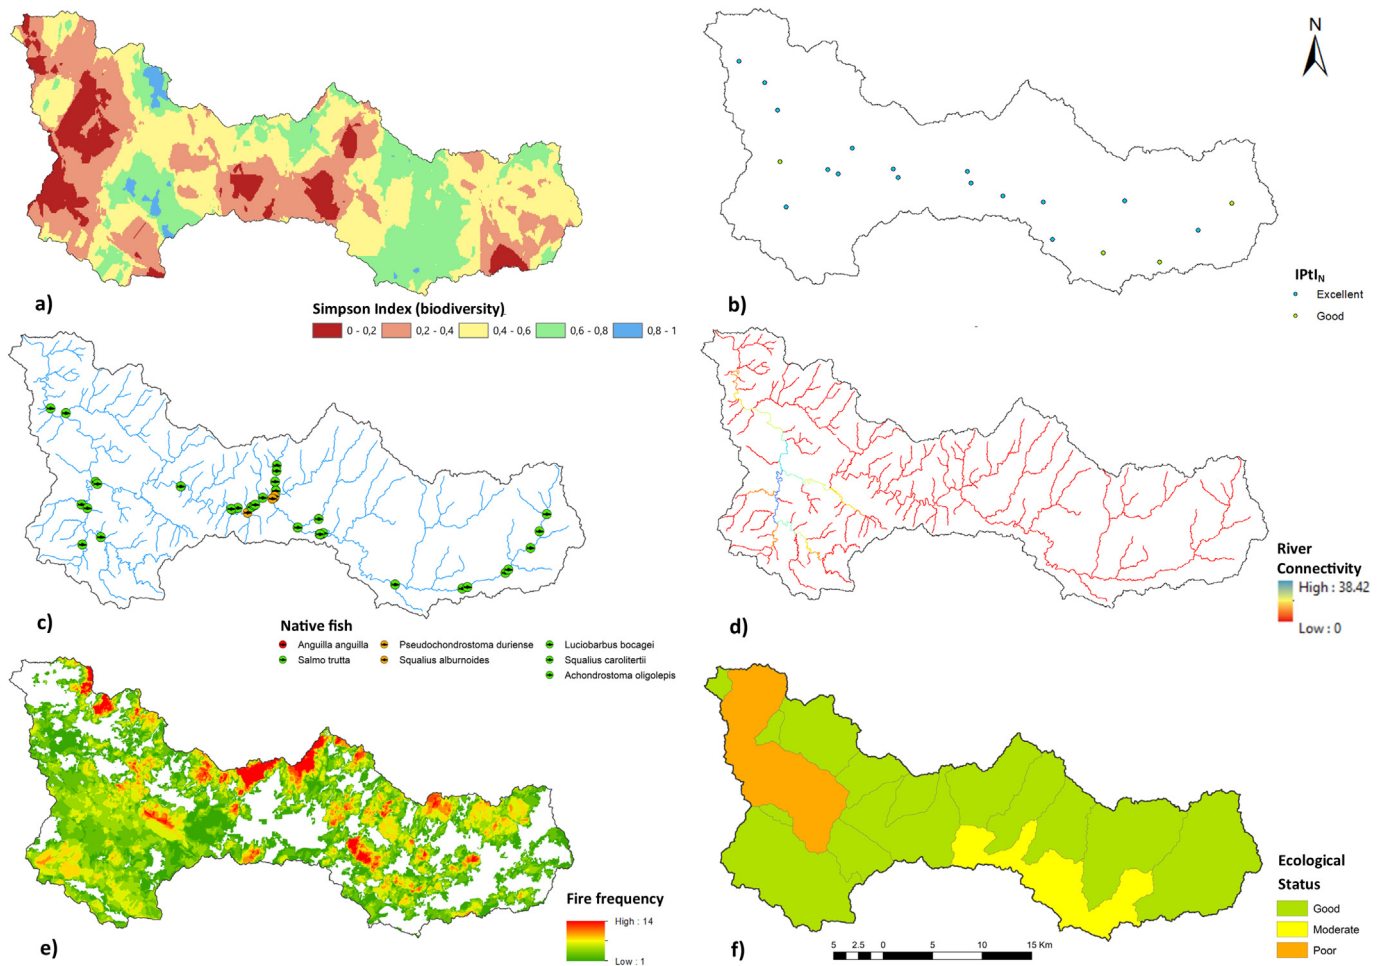 N
a)
Simpson Index (biodiversity)
0 - 0,2
0,2 - 0,4
0,4 - 0,6
0,6 - 0,8
0,8 - 1
b)
IPtIN
Excellent
Good
c)
Native fish
Anguilla anguilla
Pseudochondrostoma duriense
Luciobarbus bocagei
Salmo trutta
Squalius alburnoides
Squalius carolitertii
Achondrostoma oligolepis
d)
River
Connectivity
High : 38.42
Low : 0
e)
Fire frequency
High : 14
Low : 1
f)
Ecological
Status
Good
Moderate
Poor
5 2.5 0 5 10 15 Km